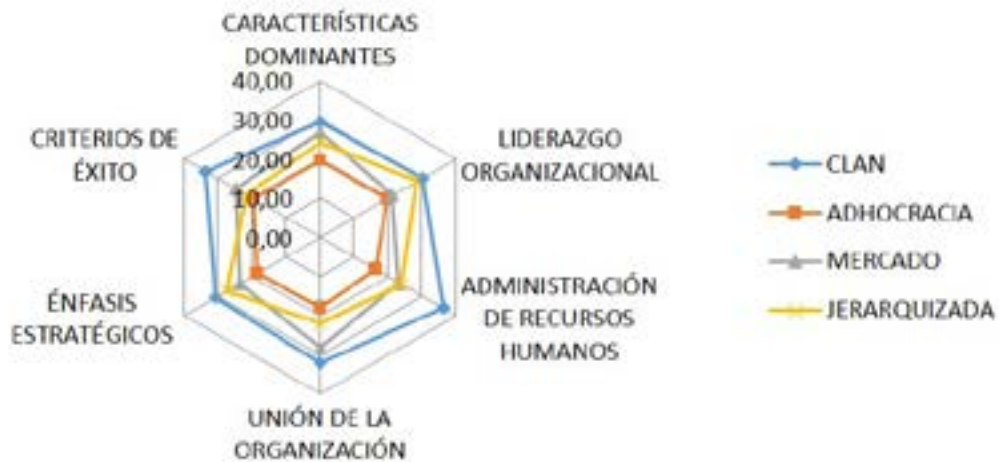 CARACTERÍSTICAS
DOMINANTES
40,00
30,00
20,00
10,00
0,00
LIDERAZGO
ORGANIZACIONAL
ADMINISTRACIÓN
DE RECURSOS
HUMANOS
UNIÓN DE LA
ORGANIZACIÓN
ÉNFASIS
ESTRATÉGICOS
CRITERIOS DE
ÉXITO
CLAN
ADHOCRACIA
MERCADO
JERARQUIZADA